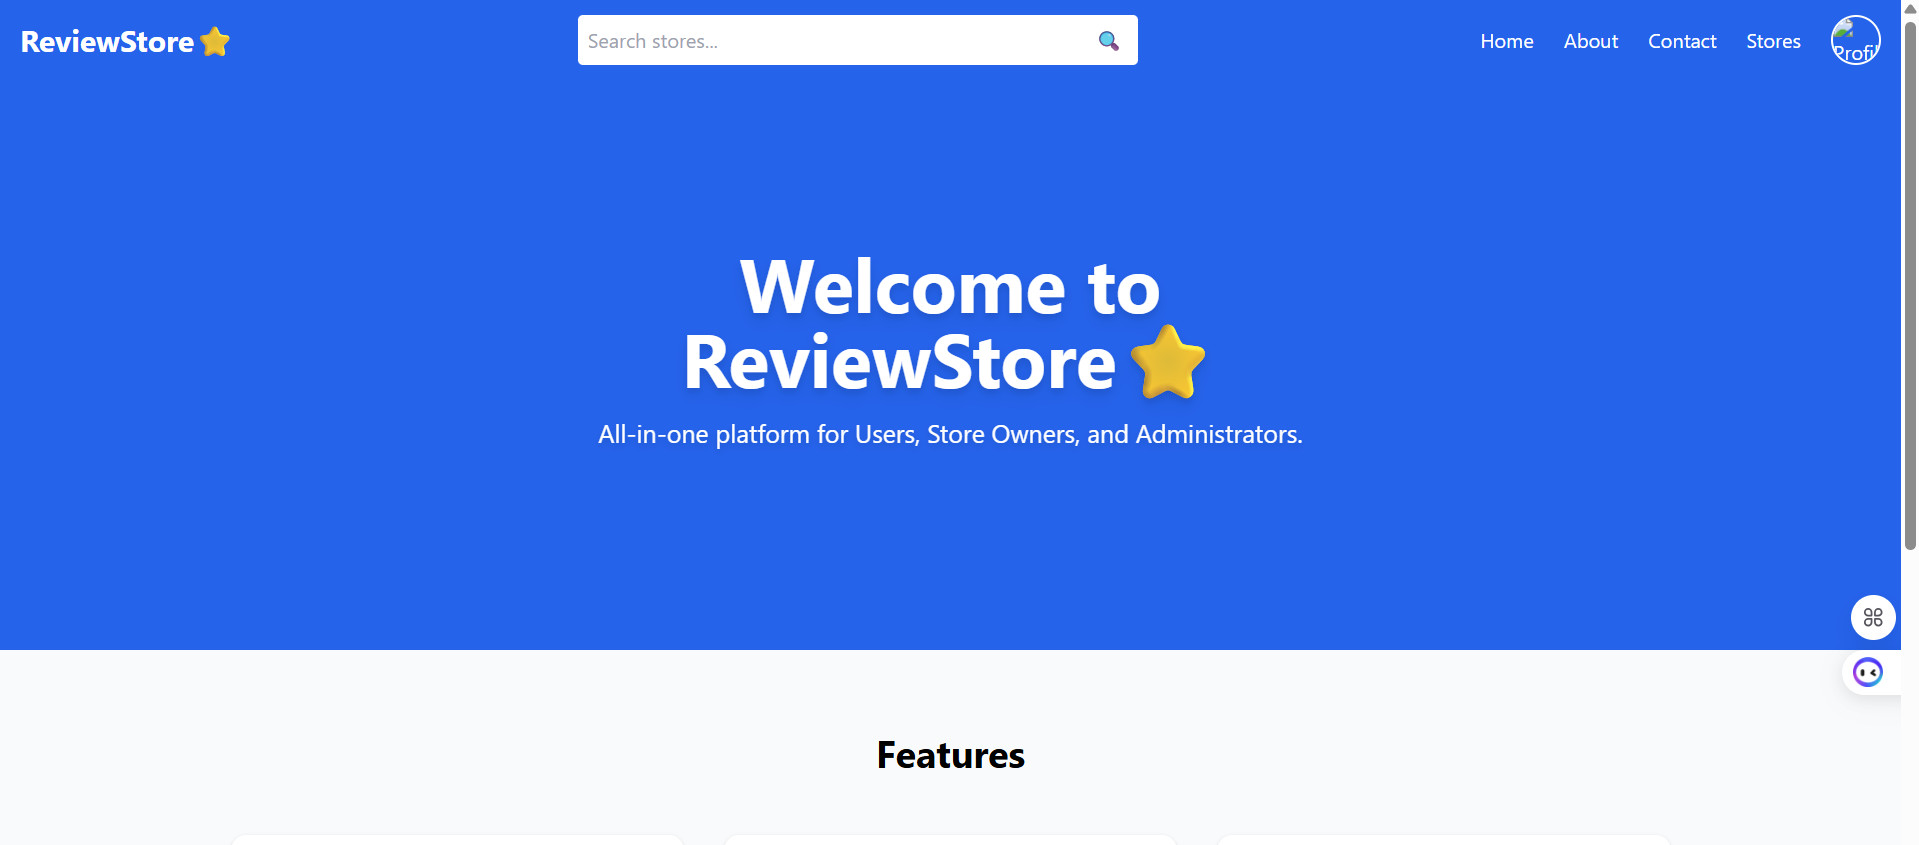 ReviewStore
Search stores...
Home
About
Contact
Stores
Profil
Welcome to
ReviewStore
All-in-one platform for Users, Store Owners, and Administrators.
Features